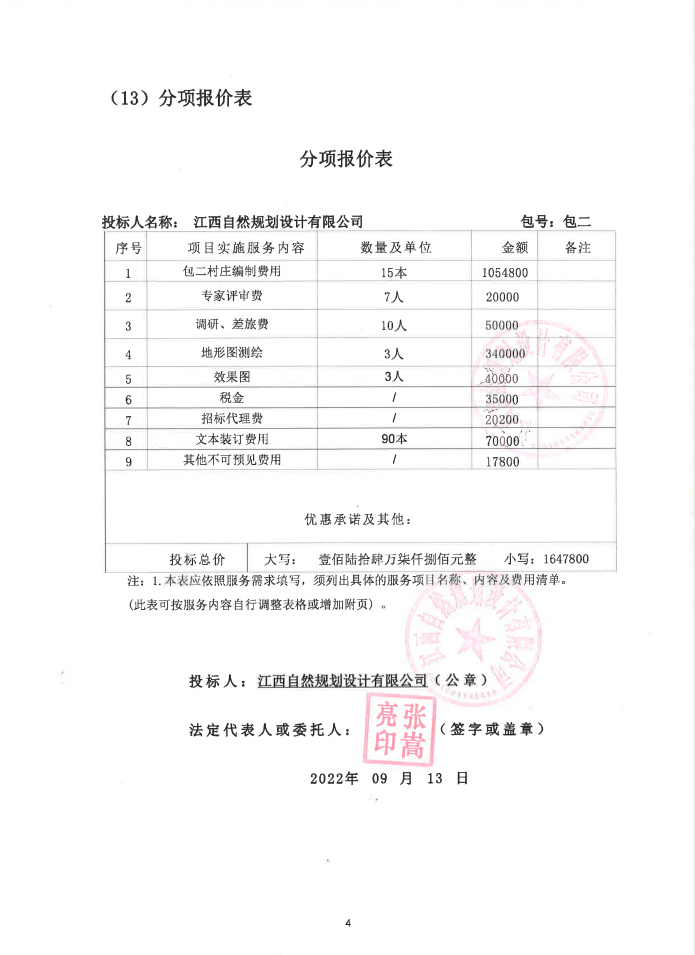 （13）分项报价表
分项报价表
投标人名称： 江西自然规划设计有限公司 包号：包二
序号 项目实施服务内容 数量及单位 金额 备注
1 包二村庄编制费用 15本 1054800
2 专家评审费 7人 20000
3 调研、差旅费 10人 50000
4 地形图测绘 3人 340000
5 效果图 3人 40000
6 税金 / 35000
7 招标代理费 / 20200
8 文本装订费用 90本 70000
9 其他不可预见费用 / 17800
优惠承诺及其他：
投标总价 大写： 壹佰陆拾肆万柒仟捌佰元整 小写：1647800
注：1.本表应依照服务需求填写，须列出具体的服务项目名称、内容及费用清单。
(此表可按服务内容自行调整表格或增加附页）。
江西自然规划设计有限公司
投标人：江西自然规划设计有限公司（公章）
法定代表人或委托人： （签字或盖章）
张嵩
亮印
2022年 09 月 13 日
4